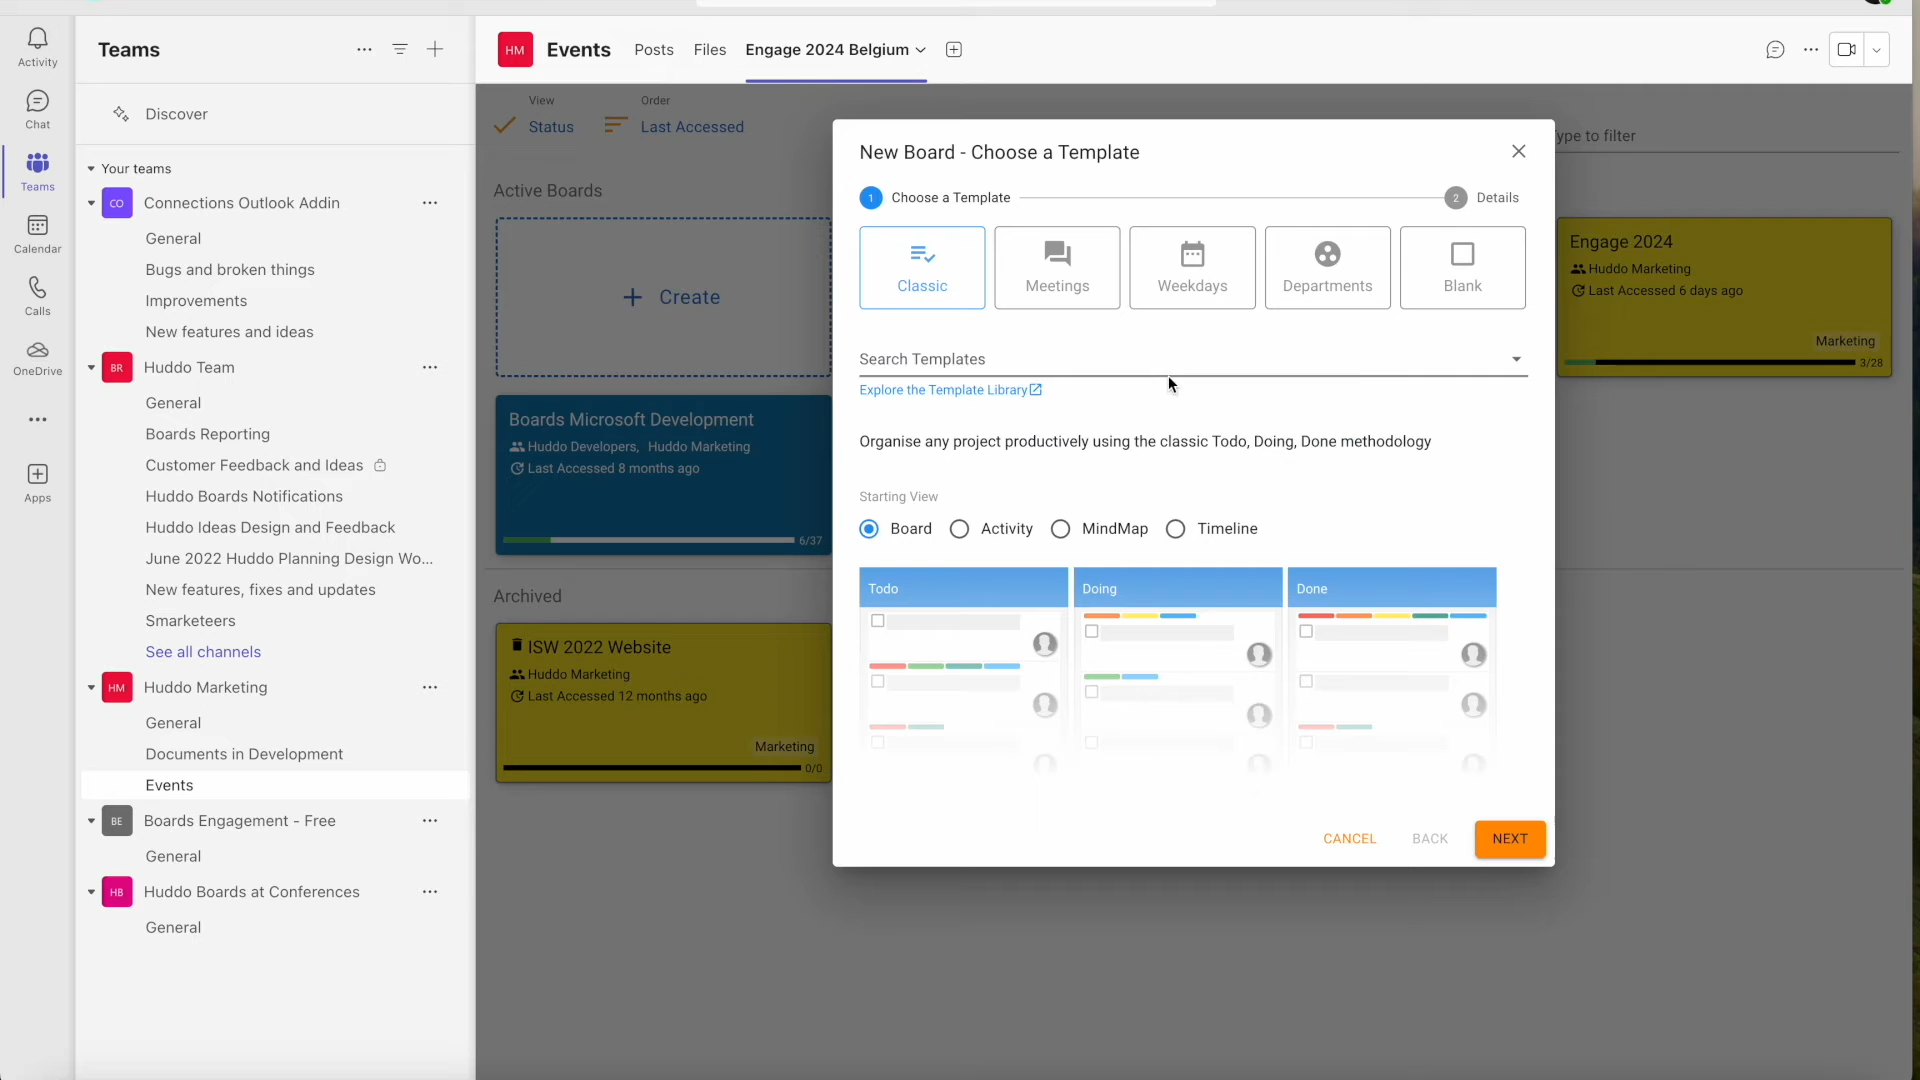 Activity
Chat
Teams
Calendar
Calls
OneDrive
Apps
Teams
Discover
Your teams
CO Connections Outlook Addin
General
Bugs and broken things
Improvements
New features and ideas
BR Huddo Team
General
Boards Reporting
Customer Feedback and Ideas
Huddo Boards Notifications
Huddo Ideas Design and Feedback
June 2022 Huddo Planning Design Wo...
New features, fixes and updates
Smarketeers
See all channels
HM Huddo Marketing
General
Documents in Development
Events
BE Boards Engagement - Free
General
HB Huddo Boards at Conferences
General
HM Events Posts Files Engage 2024 Belgium
View Order
Status Last Accessed
ype to filter
Active Boards
+ Create
Boards Microsoft Development
Huddo Developers, Huddo Marketing
Last Accessed 8 months ago
6/37
Archived
ISW 2022 Website
Huddo Marketing
Last Accessed 12 months ago
Marketing
0/0
Engage 2024
Huddo Marketing
Last Accessed 6 days ago
Marketing
3/28
New Board - Choose a Template
1 Choose a Template 2 Details
Classic Meetings Weekdays Departments Blank
Search Templates
Explore the Template Library
Organise any project productively using the classic Todo, Doing, Done methodology
Starting View
Board Activity MindMap Timeline
Todo Doing Done
CANCEL BACK NEXT